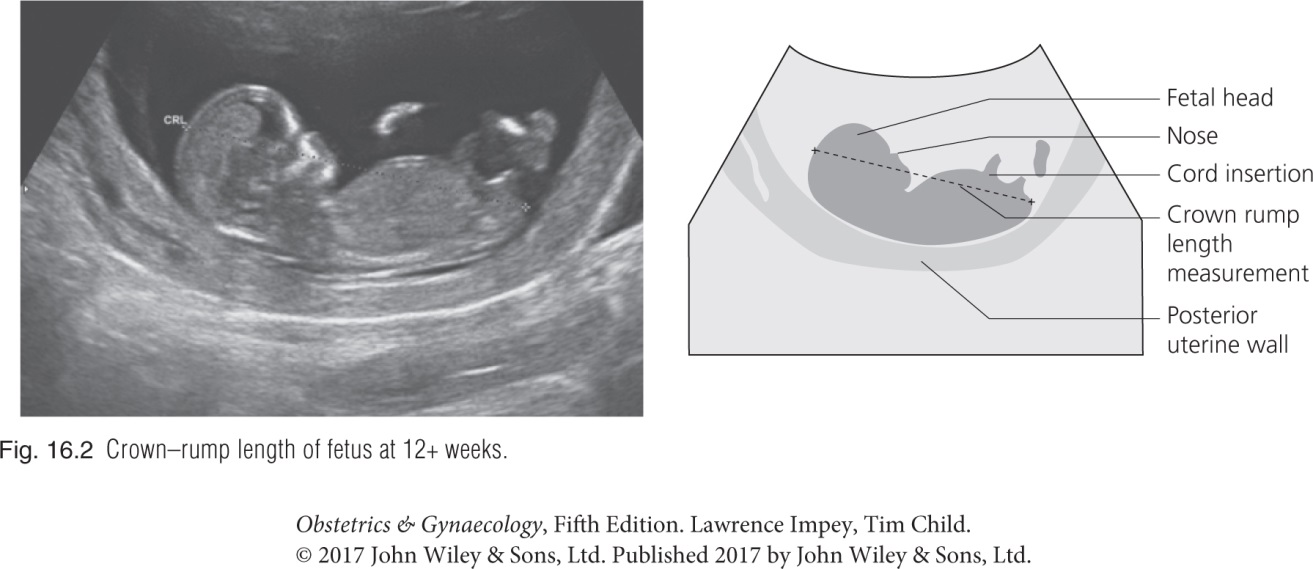 CRL
Fetal head
Nose
Cord insertion
Crown rump
length
measurement
Posterior
uterine wall
Fig. 16.2 Crown–rump length of fetus at 12+ weeks.
Obstetrics & Gynaecology, Fifth Edition. Lawrence Impey, Tim Child.
© 2017 John Wiley & Sons, Ltd. Published 2017 by John Wiley & Sons, Ltd.